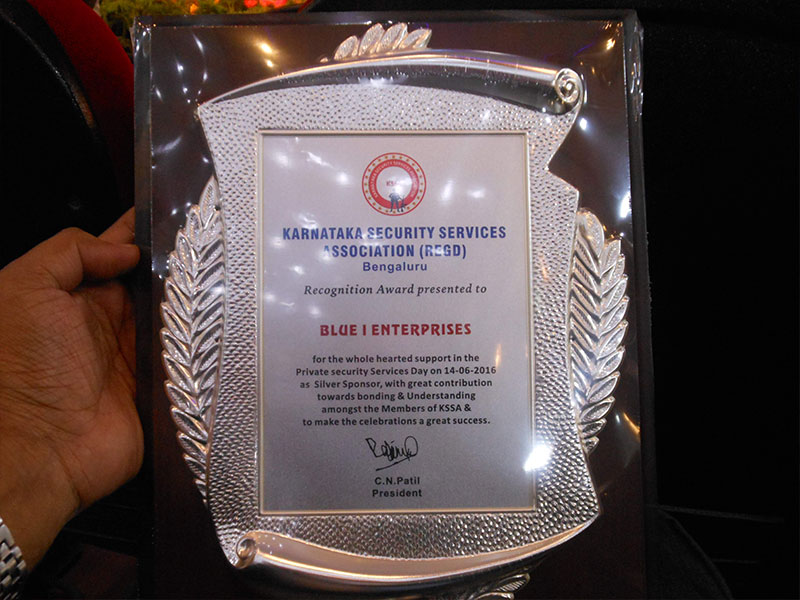 KARNATAKA SECURITY SERVICES
ASSOCIATION (REGD)
Bengaluru
Recognition Award presented to
BLUE I ENTERPRISES
for the whole hearted support in the
Private security Services Day on 14-06-2016
as Silver Sponsor, with great contribution
towards bonding & Understanding
amongst the Members of KSSA &
to make the celebrations a great success.
C.N.Patil
President